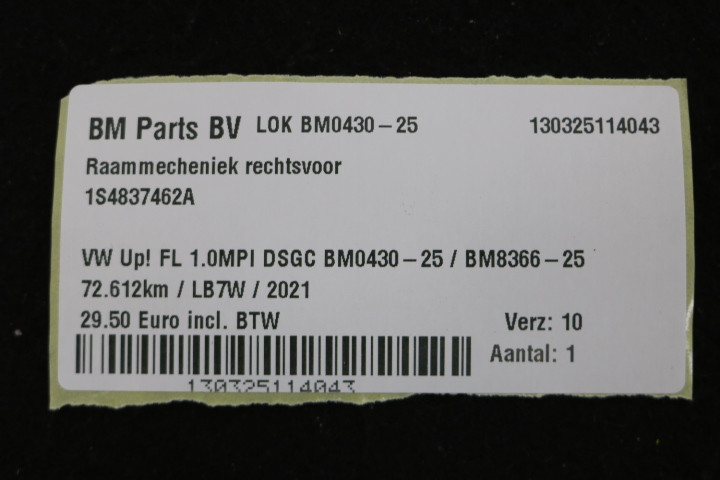 BM Parts BV LOK BM0430-25 130325114043
Raammecheniek rechtsvoor
1S4837462A
VW Up! FL 1.0MPI DSGC BM0430-25 / BM8366-25
72.612km / LB7W / 2021
29.50 Euro incl. BTW Verz: 10
Aantal: 1
130325114043